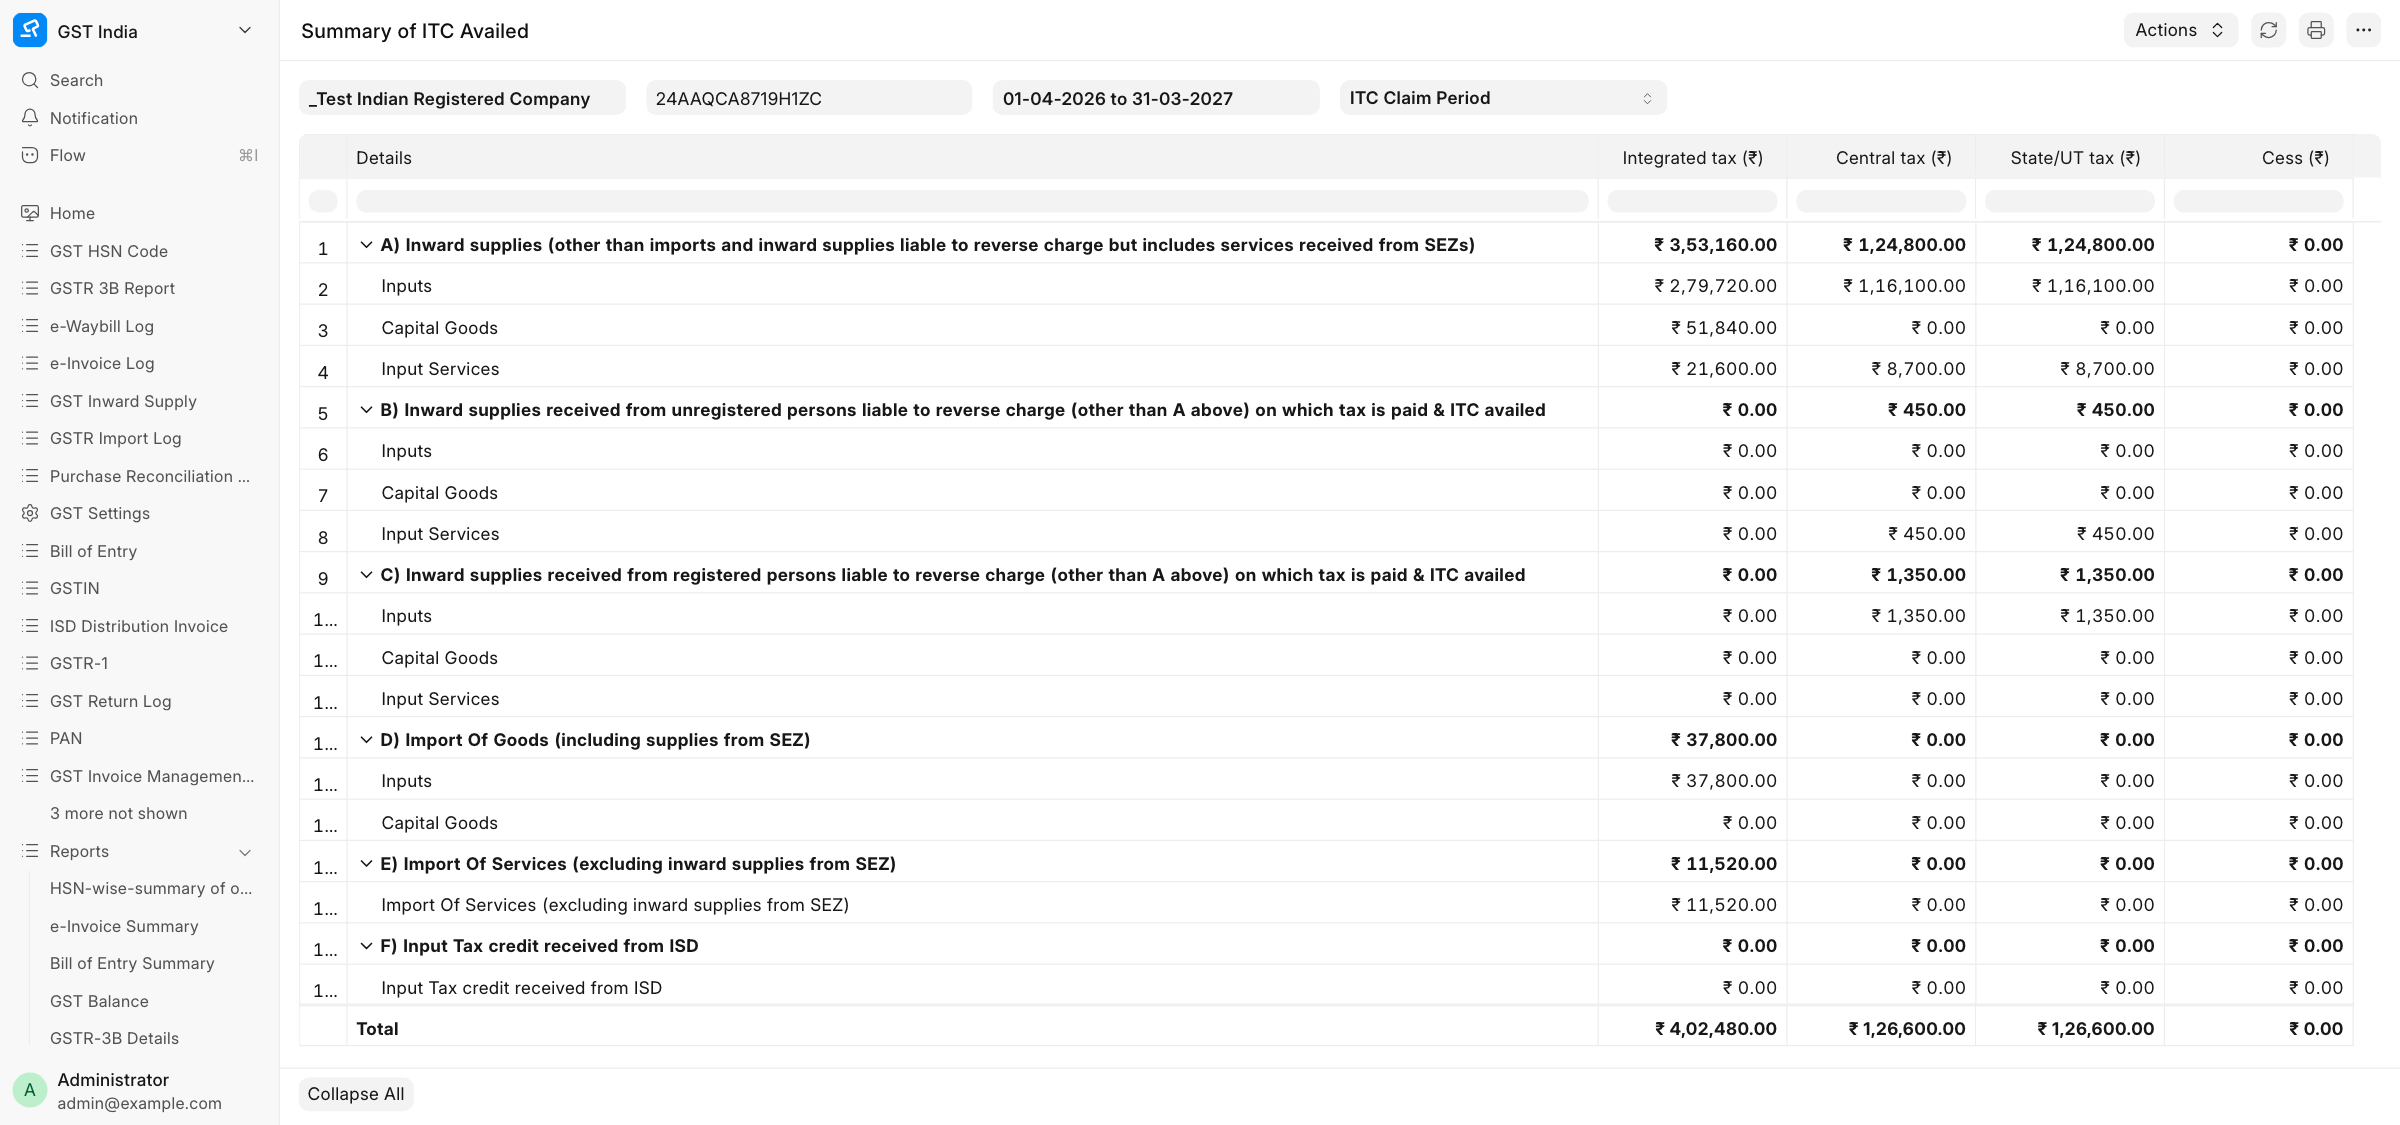 GST India
Search
Notification
Flow ⌘I
Home
GST HSN Code
GSTR 3B Report
e-Waybill Log
e-Invoice Log
GST Inward Supply
GSTR Import Log
Purchase Reconciliation ...
GST Settings
Bill of Entry
GSTIN
ISD Distribution Invoice
GSTR-1
GST Return Log
PAN
GST Invoice Managemen...
3 more not shown
Reports
HSN-wise-summary of o...
e-Invoice Summary
Bill of Entry Summary
GST Balance
GSTR-3B Details
A
Administrator
admin@example.com
Summary of ITC Availed
Actions
_Test Indian Registered Company
24AAQCA8719H1ZC
01-04-2026 to 31-03-2027
ITC Claim Period
Details Integrated tax (₹) Central tax (₹) State/UT tax (₹) Cess (₹)
1 A) Inward supplies (other than imports and inward supplies liable to reverse charge but includes services received from SEZs) ₹ 3,53,160.00 ₹ 1,24,800.00 ₹ 1,24,800.00 ₹ 0.00
2 Inputs ₹ 2,79,720.00 ₹ 1,16,100.00 ₹ 1,16,100.00 ₹ 0.00
3 Capital Goods ₹ 51,840.00 ₹ 0.00 ₹ 0.00 ₹ 0.00
4 Input Services ₹ 21,600.00 ₹ 8,700.00 ₹ 8,700.00 ₹ 0.00
5 B) Inward supplies received from unregistered persons liable to reverse charge (other than A above) on which tax is paid & ITC availed ₹ 0.00 ₹ 450.00 ₹ 450.00 ₹ 0.00
6 Inputs ₹ 0.00 ₹ 0.00 ₹ 0.00 ₹ 0.00
7 Capital Goods ₹ 0.00 ₹ 0.00 ₹ 0.00 ₹ 0.00
8 Input Services ₹ 0.00 ₹ 450.00 ₹ 450.00 ₹ 0.00
9 C) Inward supplies received from registered persons liable to reverse charge (other than A above) on which tax is paid & ITC availed ₹ 0.00 ₹ 1,350.00 ₹ 1,350.00 ₹ 0.00
1... Inputs ₹ 0.00 ₹ 1,350.00 ₹ 1,350.00 ₹ 0.00
1... Capital Goods ₹ 0.00 ₹ 0.00 ₹ 0.00 ₹ 0.00
1... Input Services ₹ 0.00 ₹ 0.00 ₹ 0.00 ₹ 0.00
1... D) Import Of Goods (including supplies from SEZ) ₹ 37,800.00 ₹ 0.00 ₹ 0.00 ₹ 0.00
1... Inputs ₹ 37,800.00 ₹ 0.00 ₹ 0.00 ₹ 0.00
1... Capital Goods ₹ 0.00 ₹ 0.00 ₹ 0.00 ₹ 0.00
1... E) Import Of Services (excluding inward supplies from SEZ) ₹ 11,520.00 ₹ 0.00 ₹ 0.00 ₹ 0.00
1... Import Of Services (excluding inward supplies from SEZ) ₹ 11,520.00 ₹ 0.00 ₹ 0.00 ₹ 0.00
1... F) Input Tax credit received from ISD ₹ 0.00 ₹ 0.00 ₹ 0.00 ₹ 0.00
1... Input Tax credit received from ISD ₹ 0.00 ₹ 0.00 ₹ 0.00 ₹ 0.00
Total ₹ 4,02,480.00 ₹ 1,26,600.00 ₹ 1,26,600.00 ₹ 0.00
Collapse All